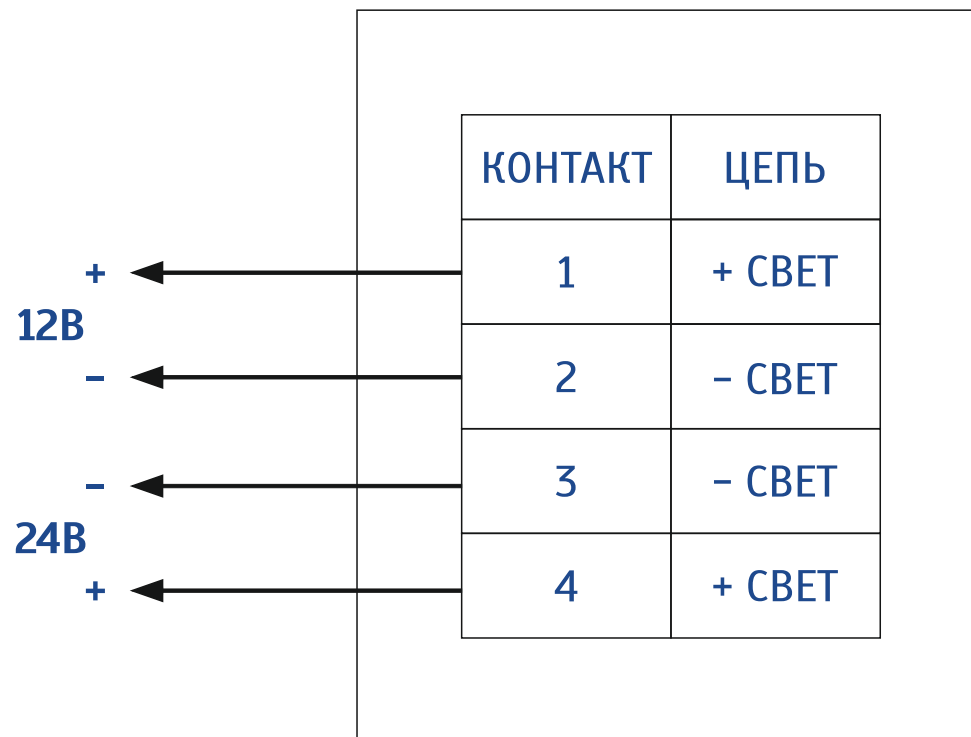 КОНТАКТ ЦЕПЬ
+ 1 + СВЕТ
12В
– 2 – СВЕТ
– 3 – СВЕТ
24В
+ 4 + СВЕТ